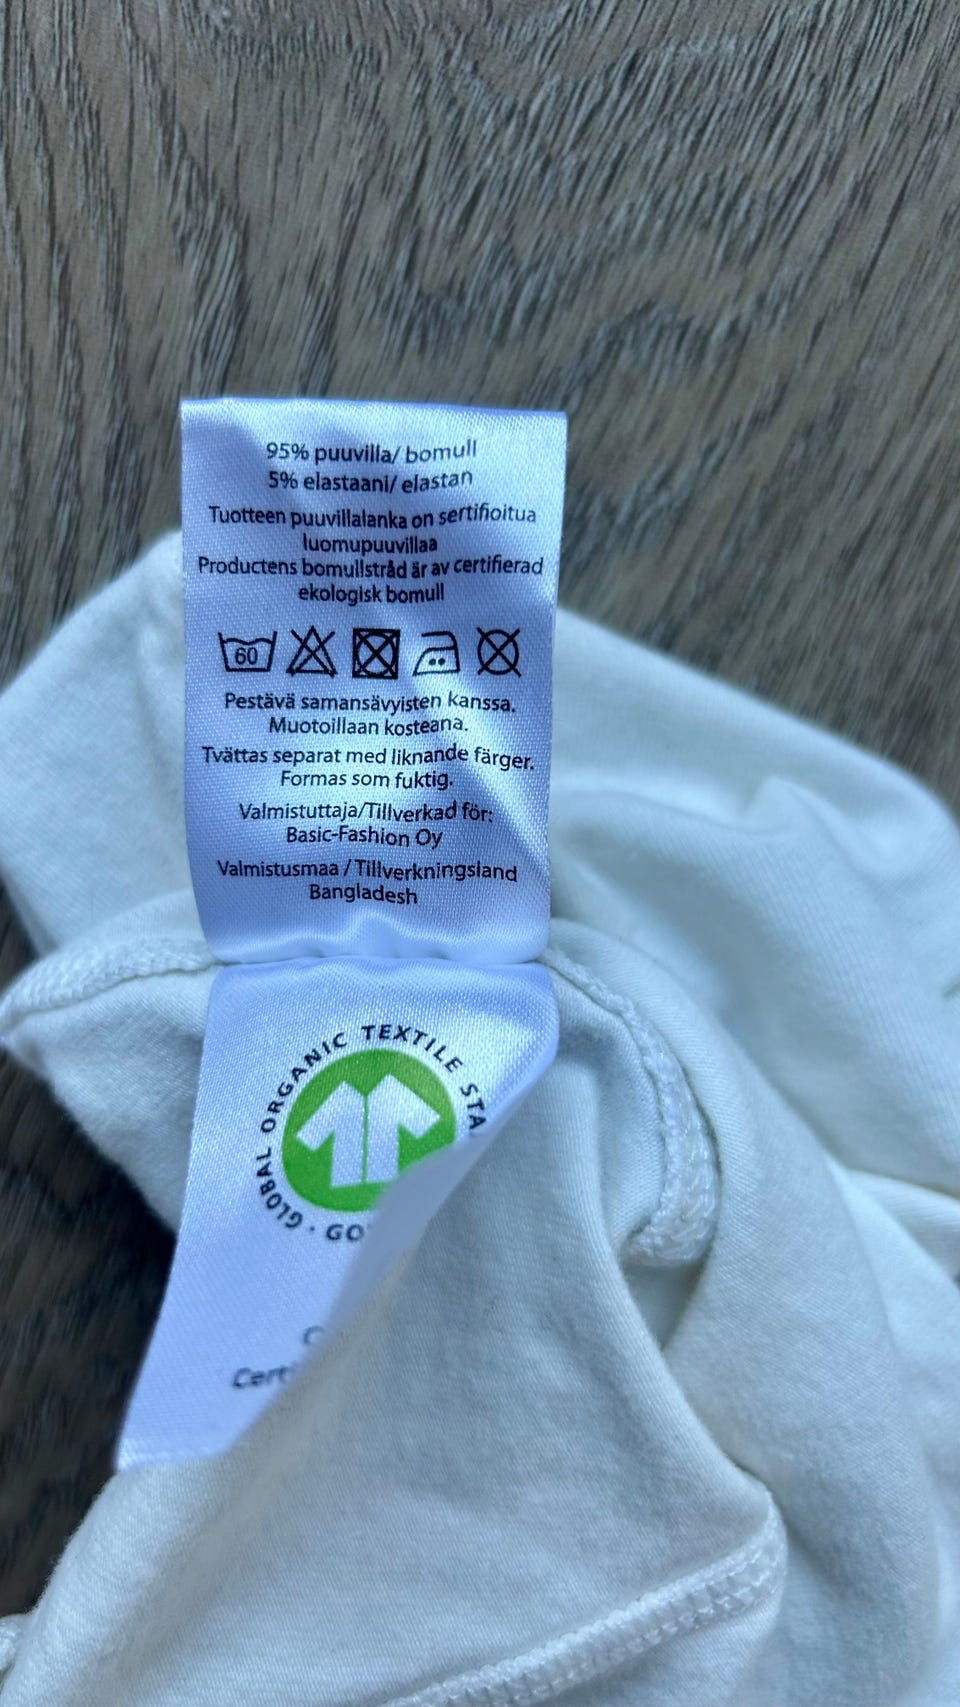 95% puuvilla/ bomull
5% elastaani/ elastan
Tuotteen puuvillalanka on sertifioitua
luomupuuvillaa
Productens bomullstråd är av certifierad
ekologisk bomull
60
Pestävä samansävyisten kanssa.
Muotoillaan kosteana.
Tvättas separat med liknande färger.
Formas som fuktig.
Valmistuttaja/Tillverkad för:
Basic-Fashion Oy
Valmistusmaa / Tillverkningsland
Bangladesh
GLOBAL ORGANIC TEXTILE